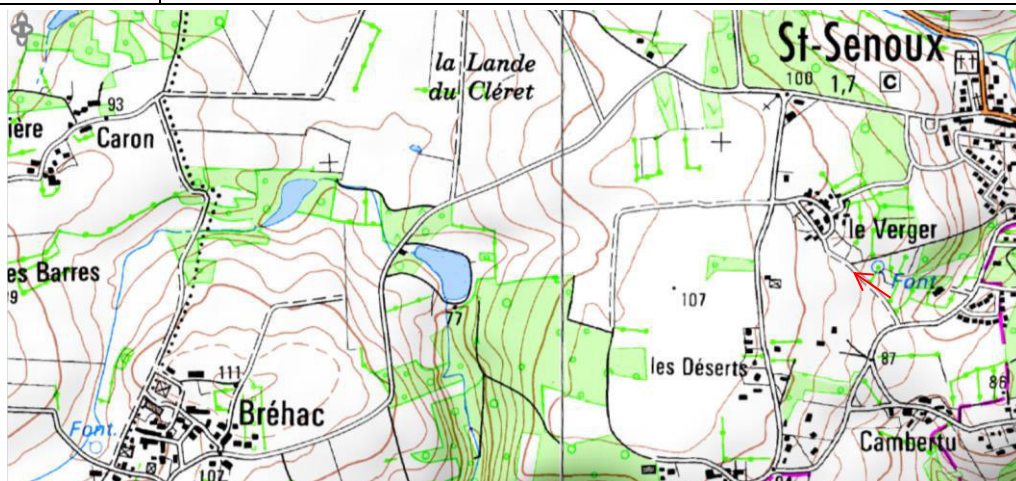 la Lande
du Cléret
St-Senoux
100
1,7
C
93
ière
Caron
le Verger
es Barres
9
Font.
107
77
les Déserts
111
87
86
Bréhac
Font.
Cambertu
107